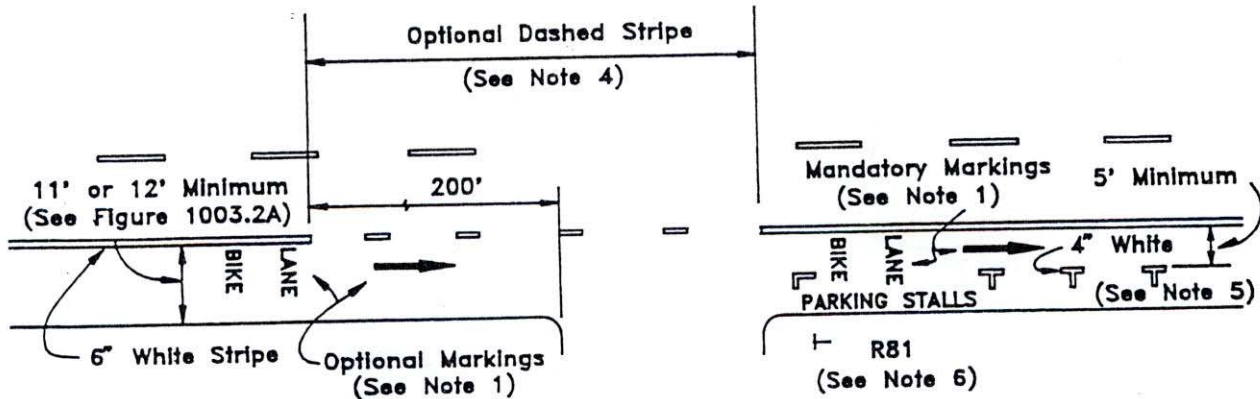 Optional Dashed Stripe
(See Note 4)
11' or 12' Minimum
(See Figure 1003.2A)
200'
Mandatory Markings
(See Note 1)
5' Minimum
BIKE
LANE
BIKE
LANE
4" White
PARKING STALLS
(See Note 5)
6" White Stripe
Optional Markings
(See Note 1)
R81
(See Note 6)